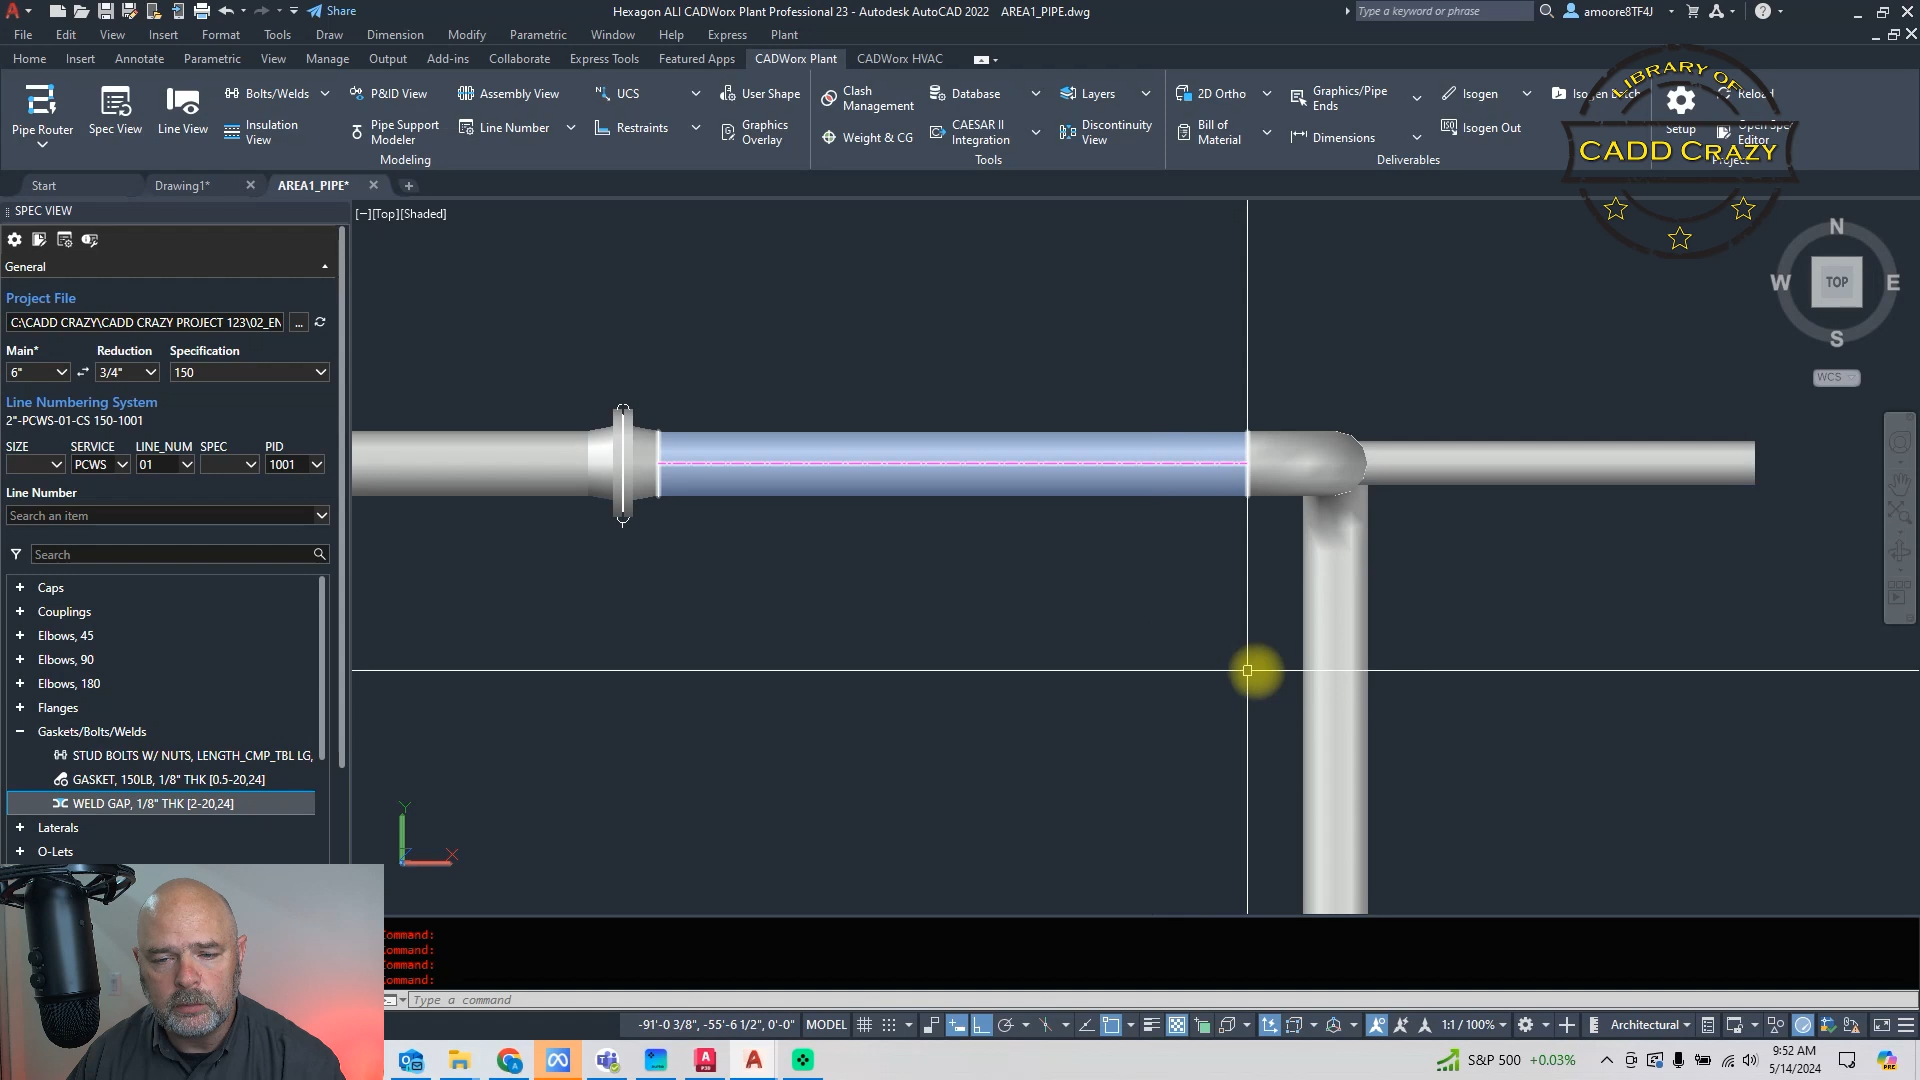 Share
Hexagon ALI CADWorx Plant Professional 23 - Autodesk AutoCAD 2022 AREA1_PIPE.dwg
Type a keyword or phrase
amoore8TF4J
File Edit View Insert Format Tools Draw Dimension Modify Parametric Window Help Express Plant
Home Insert Annotate Parametric View Manage Output Add-ins Collaborate Express Tools Featured Apps CADWorx Plant CADWorx HVAC
Pipe Router
Spec View
Line View
Bolts/Welds
Insulation View
P&ID View
Pipe Support Modeler
Assembly View
Line Number
UCS
Restraints
User Shape
Graphics Overlay
Modeling
Clash Management
Weight & CG
Database
CAESAR II Integration
Layers
Discontinuity View
Tools
2D Ortho
Bill of Material
Graphics/Pipe Ends
Dimensions
Isogen
Isogen Out
Deliverables
Setup
Reload
Editor
LIBRARY OF
CADD CRAZY
Start
Drawing1*
AREA1_PIPE*
SPEC VIEW
[−][Top][Shaded]
General
Project File
C:\CADD CRAZY\CADD CRAZY PROJECT 123\02_EN
...
Main* Reduction Specification
6" 3/4" 150
Line Numbering System
2"-PCWS-01-CS 150-1001
SIZE SERVICE LINE_NUM SPEC PID
PCWS 01 1001
Line Number
Search an item
Search
Caps
Couplings
Elbows, 45
Elbows, 90
Elbows, 180
Flanges
Gaskets/Bolts/Welds
STUD BOLTS W/ NUTS, LENGTH_CMP_TBL LG,
GASKET, 150LB, 1/8" THK [0.5-20,24]
WELD GAP, 1/8" THK [2-20,24]
Laterals
O-Lets
N
W TOP E
S
WCS
Y
X
Command:
Command:
Command:
Command:
Type a command
-91'-0 3/8", -55'-6 1/2", 0'-0" MODEL 1:1 / 100% Architectural
S&P 500 +0.03%
9:52 AM
5/14/2024